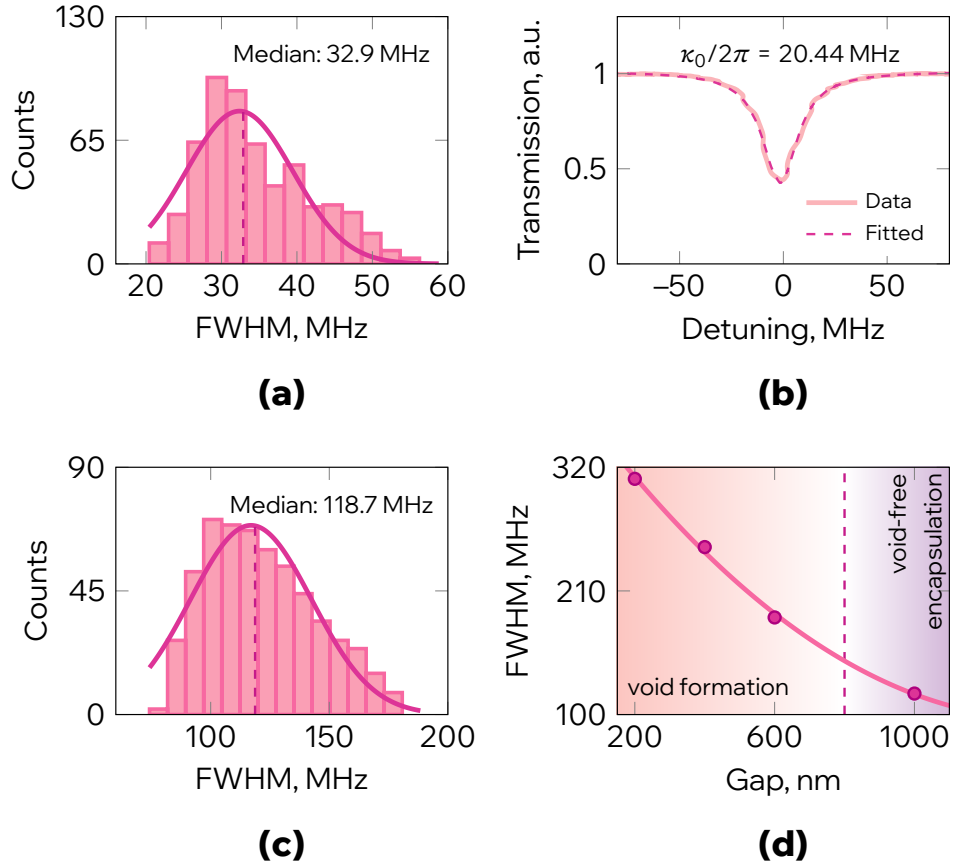 130
65
0
Counts
Median: 32.9 MHz
20 30 40 50 60
FWHM, MHz
(a)
1
0.5
0
Transmission, a.u.
κ₀/2π = 20.44 MHz
Data
Fitted
−50 0 50
Detuning, MHz
(b)
90
45
0
Counts
Median: 118.7 MHz
100 150 200
FWHM, MHz
(c)
320
210
100
FWHM, MHz
void formation
void-free
encapsulation
200 600 1000
Gap, nm
(d)